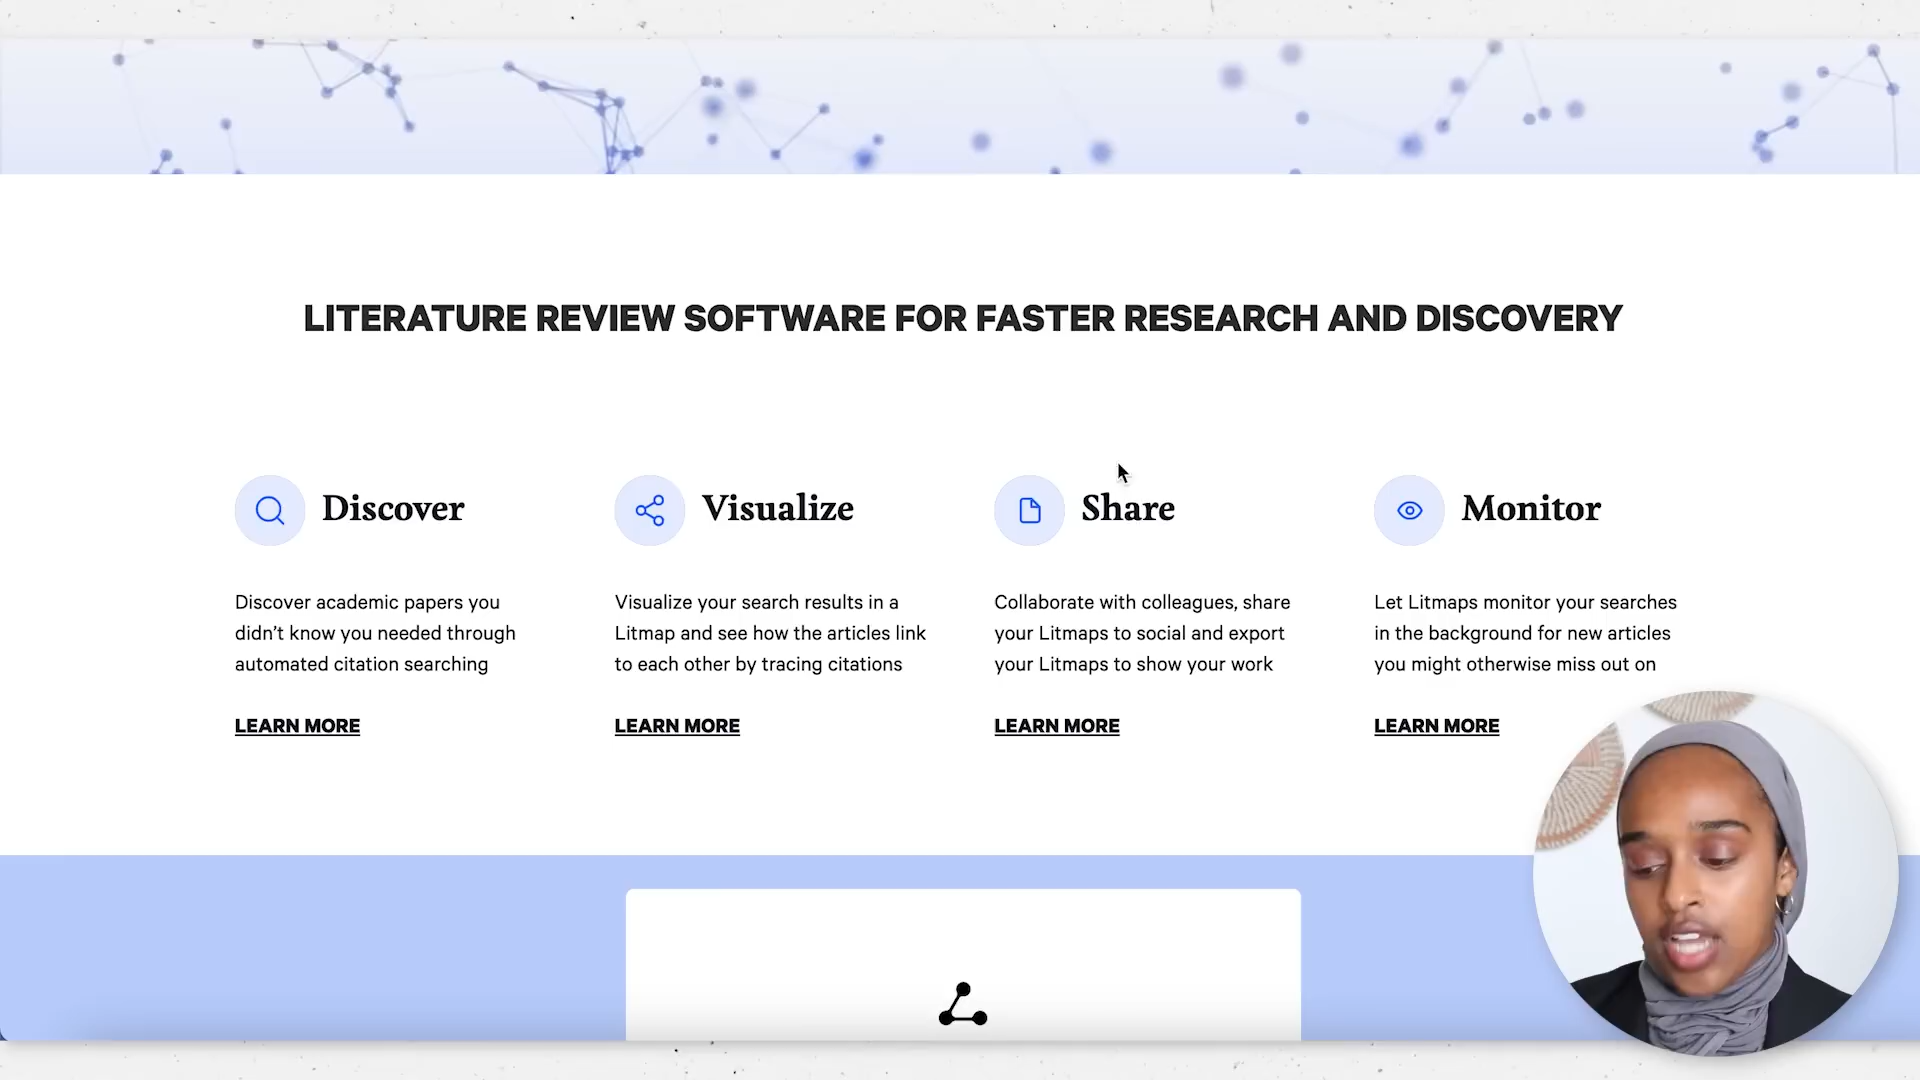 LITERATURE REVIEW SOFTWARE FOR FASTER RESEARCH AND DISCOVERY
Discover
Discover academic papers you
didn’t know you needed through
automated citation searching
LEARN MORE
Visualize
Visualize your search results in a
Litmap and see how the articles link
to each other by tracing citations
LEARN MORE
Share
Collaborate with colleagues, share
your Litmaps to social and export
your Litmaps to show your work
LEARN MORE
Monitor
Let Litmaps monitor your searches
in the background for new articles
you might otherwise miss out on
LEARN MORE